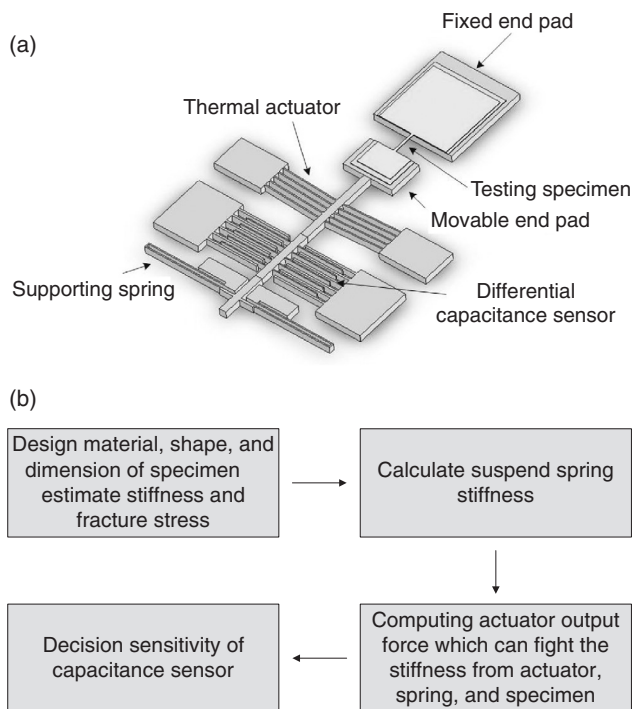 (a)
Fixed end pad
Thermal actuator
Testing specimen
Movable end pad
Supporting spring
Differential
capacitance sensor
(b)
Design material, shape, and
dimension of specimen
estimate stiffness and
fracture stress
Calculate suspend spring
stiffness
Computing actuator output
force which can fight the
stiffness from actuator,
spring, and specimen
Decision sensitivity of
capacitance sensor